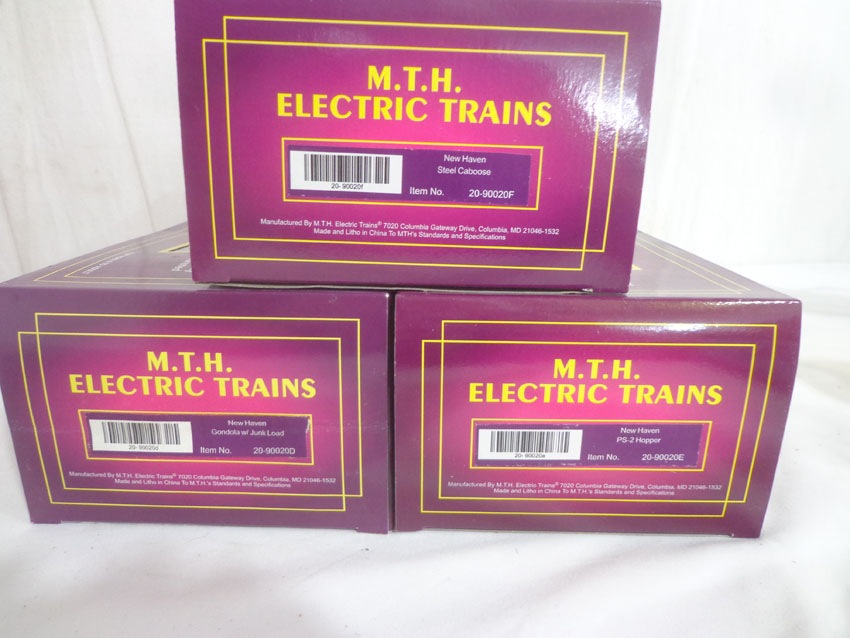 M.T.H.
ELECTRIC TRAINS
New Haven
Steel Caboose
20-90020f
Item No. 20-90020F
Manufactured By M.T.H. Electric Trains® 7020 Columbia Gateway Drive, Columbia, MD 21046-1532
Made and Litho in China To MTH's Standards and Specifications
M.T.H.
ELECTRIC TRAINS
New Haven
Gondola w/ Junk Load
20-90020d
Item No. 20-90020D
Manufactured By M.T.H. Electric Trains® 7020 Columbia Gateway Drive, Columbia, MD 21046-1532
Made and Litho in China To M.T.H.'s Standards and Specifications
M.T.H.
ELECTRIC TRAINS
New Haven
PS-2 Hopper
20-90020e
Item No. 20-90020E
Manufactured By M.T.H. Electric Trains® 7020 Columbia Gateway Drive, Columbia, MD 21046-1532
Made and Litho in China To M.T.H.'s Standards and Specifications